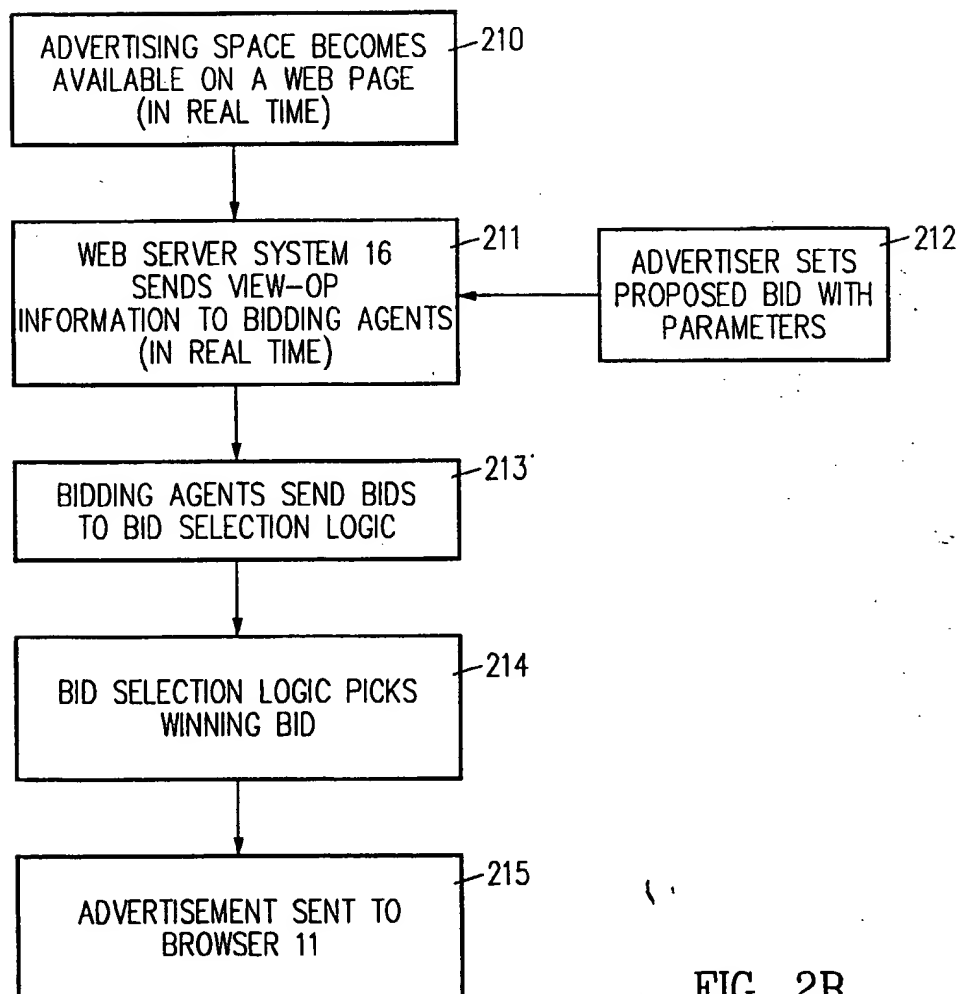 ADVERTISING SPACE BECOMES
AVAILABLE ON A WEB PAGE
(IN REAL TIME)
210
WEB SERVER SYSTEM 16
SENDS VIEW-OP
INFORMATION TO BIDDING AGENTS
(IN REAL TIME)
211
ADVERTISER SETS
PROPOSED BID WITH
PARAMETERS
212
BIDDING AGENTS SEND BIDS
TO BID SELECTION LOGIC
213
BID SELECTION LOGIC PICKS
WINNING BID
214
ADVERTISEMENT SENT TO
BROWSER 11
215
FIG. 2B